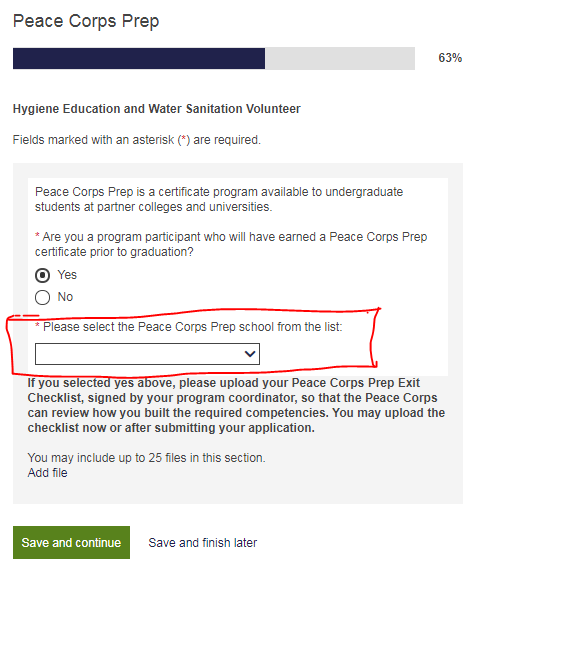 Peace Corps Prep
63%
Hygiene Education and Water Sanitation Volunteer
Fields marked with an asterisk (*) are required.
Peace Corps Prep is a certificate program available to undergraduate
students at partner colleges and universities.
* Are you a program participant who will have earned a Peace Corps Prep
certificate prior to graduation?
Yes
No
* Please select the Peace Corps Prep school from the list:
If you selected yes above, please upload your Peace Corps Prep Exit
Checklist, signed by your program coordinator, so that the Peace Corps
can review how you built the required competencies. You may upload the
checklist now or after submitting your application.
You may include up to 25 files in this section.
Add file
Save and continue
Save and finish later